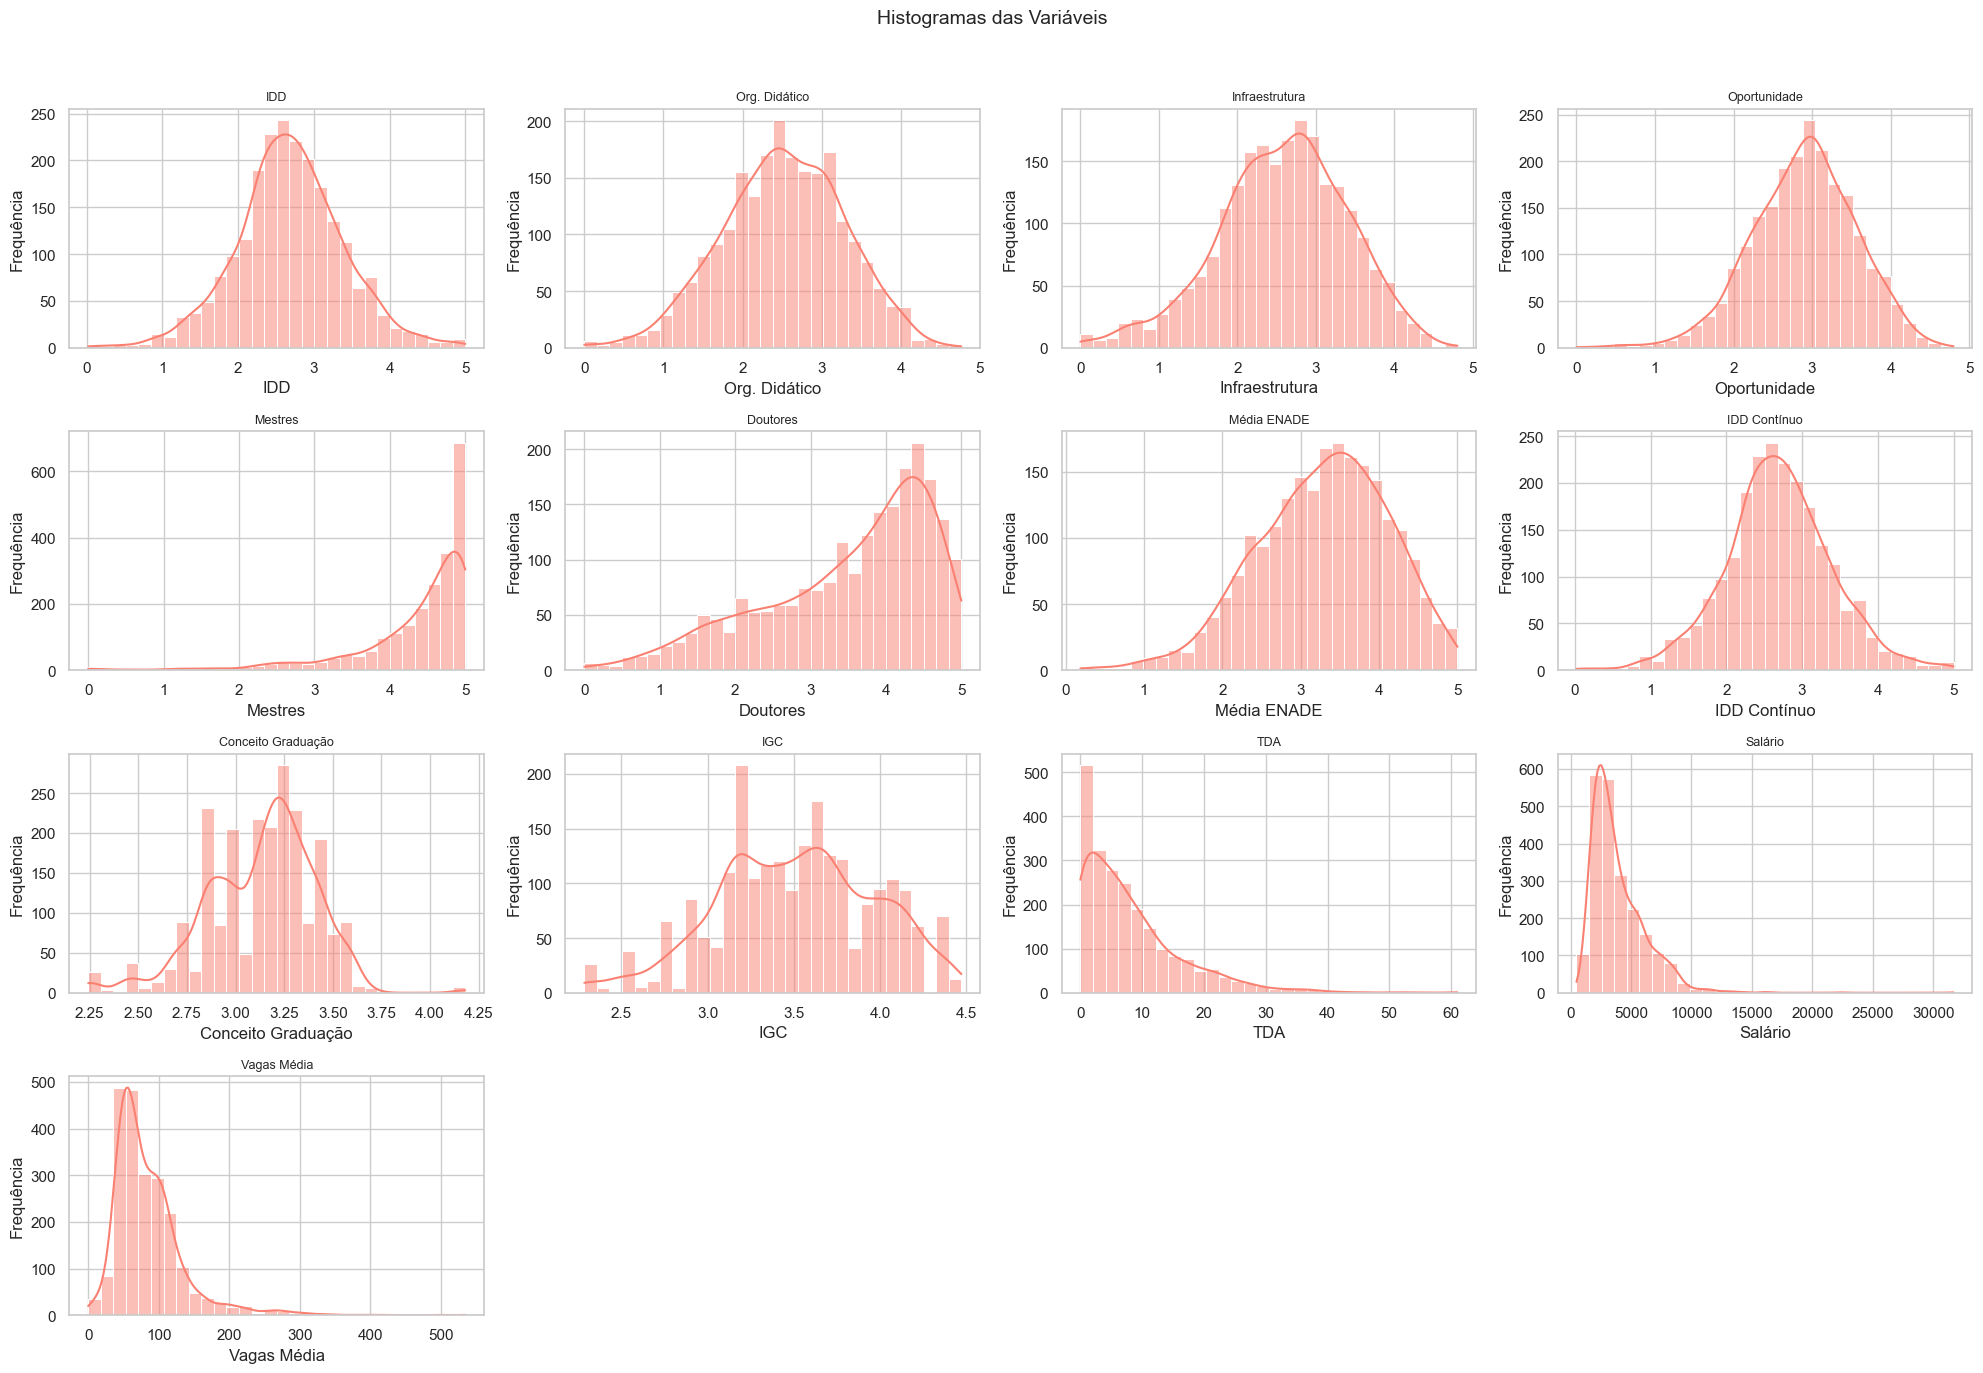 Histogramas das Variáveis
IDD
Frequência
0 50 100 150 200 250
0 1 2 3 4 5
IDD
Org. Didático
Frequência
0 50 100 150 200
0 1 2 3 4 5
Org. Didático
Infraestrutura
Frequência
0 50 100 150
0 1 2 3 4 5
Infraestrutura
Oportunidade
Frequência
0 50 100 150 200 250
0 1 2 3 4 5
Oportunidade
Mestres
Frequência
0 200 400 600
0 1 2 3 4 5
Mestres
Doutores
Frequência
0 50 100 150 200
0 1 2 3 4 5
Doutores
Média ENADE
Frequência
0 50 100 150
0 1 2 3 4 5
Média ENADE
IDD Contínuo
Frequência
0 50 100 150 200 250
0 1 2 3 4 5
IDD Contínuo
Conceito Graduação
Frequência
0 50 100 150 200 250
2.25 2.50 2.75 3.00 3.25 3.50 3.75 4.00 4.25
Conceito Graduação
IGC
Frequência
0 50 100 150 200
2.5 3.0 3.5 4.0 4.5
IGC
TDA
Frequência
0 100 200 300 400 500
0 10 20 30 40 50 60
TDA
Salário
Frequência
0 100 200 300 400 500 600
0 5000 10000 15000 20000 25000 30000
Salário
Vagas Média
Frequência
0 100 200 300 400 500
0 100 200 300 400 500
Vagas Média